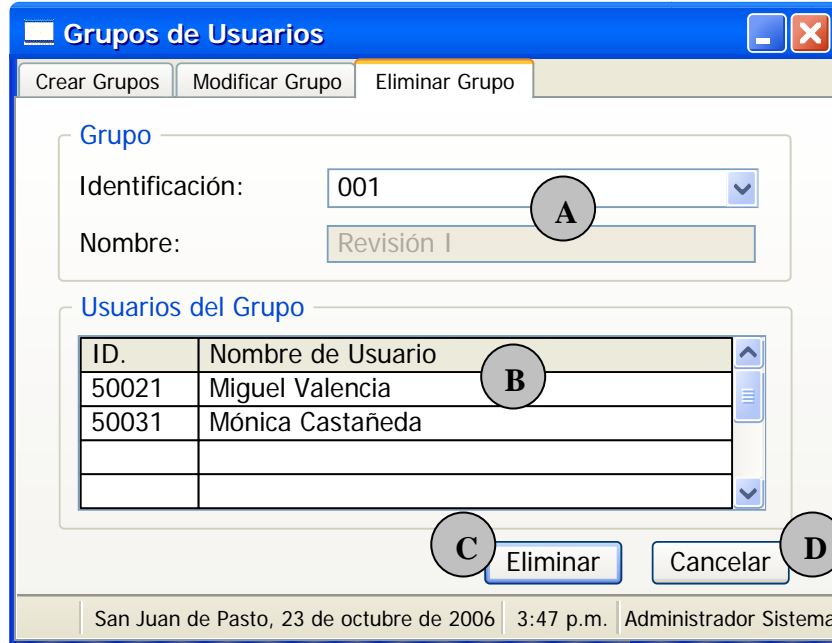 Grupos de Usuarios
Crear Grupos Modificar Grupo Eliminar Grupo
Grupo
Identificación: 001
A
Nombre: Revisión I
Usuarios del Grupo
ID. Nombre de Usuario
B
50021 Miguel Valencia
50031 Mónica Castañeda
C Eliminar Cancelar D
San Juan de Pasto, 23 de octubre de 2006 3:47 p.m. Administrador Sistema